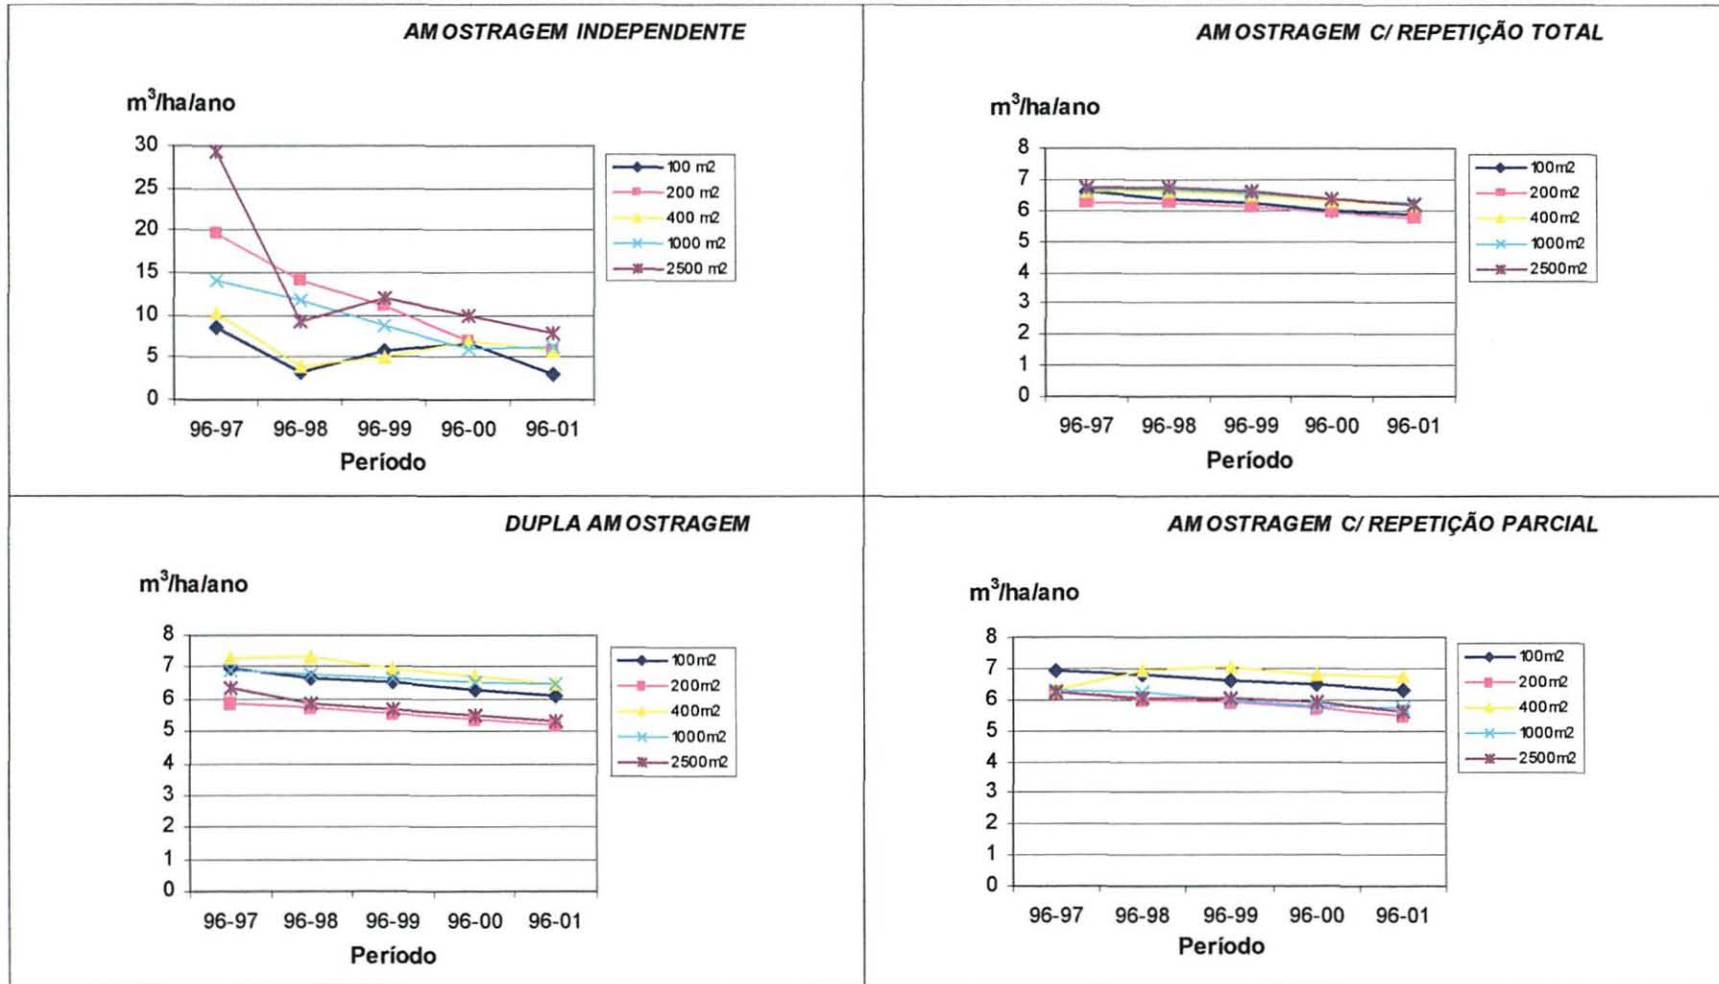 AMOSTRAGEM INDEPENDENTE
m³/ha/ano
30
25
20
15
10
5
0
96-97 96-98 96-99 96-00 96-01
Período
100 m2
200 m2
400 m2
1000 m2
2500 m2
AMOSTRAGEM C/ REPETIÇÃO TOTAL
m³/ha/ano
8
7
6
5
4
3
2
1
0
96-97 96-98 96-99 96-00 96-01
Período
100m2
200m2
400m2
1000m2
2500m2
DUPLA AMOSTRAGEM
m³/ha/ano
8
7
6
5
4
3
2
1
0
96-97 96-98 96-99 96-00 96-01
Período
100m2
200m2
400m2
1000m2
2500m2
AMOSTRAGEM C/ REPETIÇÃO PARCIAL
m³/ha/ano
8
7
6
5
4
3
2
1
0
96-97 96-98 96-99 96-00 96-01
Período
100m2
200m2
400m2
1000m2
2500m2